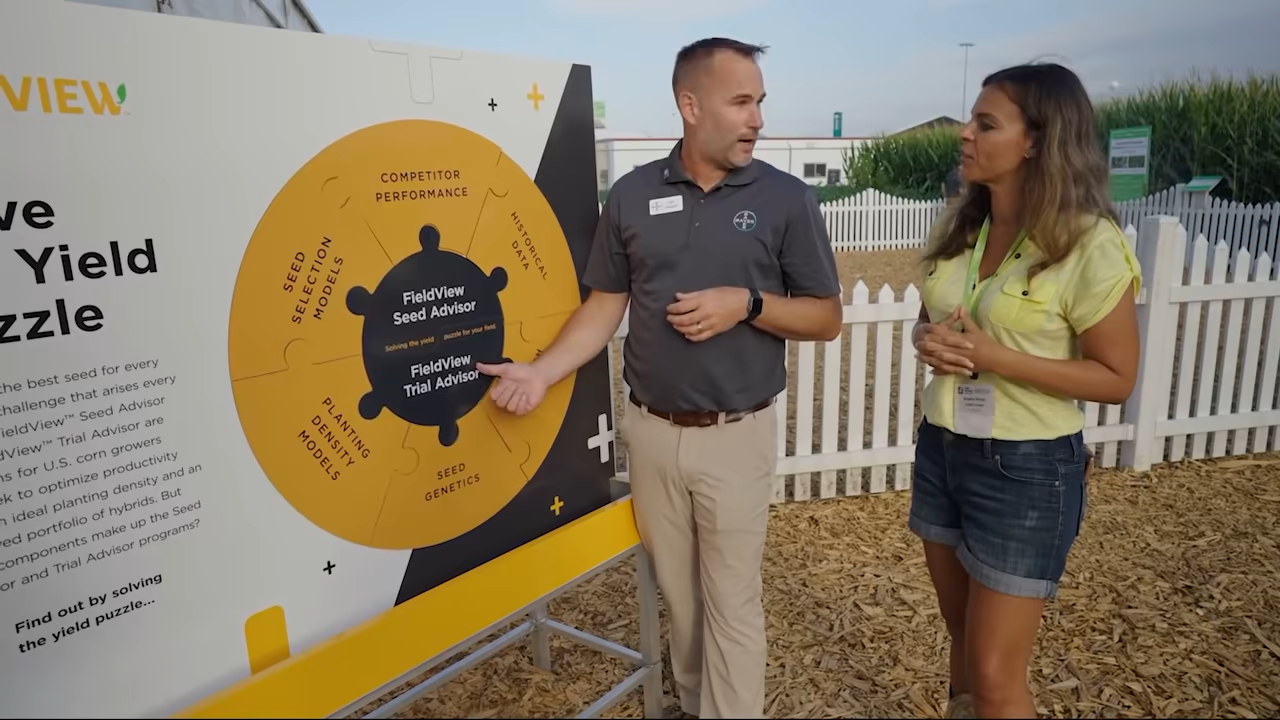 VIEW
ve
Yield
zzle
the best seed for every
challenge that arises every
FieldView™ Seed Advisor
dView™ Trial Advisor are
ns for U.S. corn growers
ek to optimize productivity
h ideal planting density and an
ved portfolio of hybrids. But
components make up the Seed
or and Trial Advisor programs?
Find out by solving
the yield puzzle...
COMPETITOR
PERFORMANCE
HISTORICAL
DATA
SEED
SELECTION
MODELS
FieldView
Seed Advisor
Solving the yield puzzle for your field.
FieldView
Trial Advisor
PLANTING
DENSITY
MODELS
SEED
GENETICS
BAYER